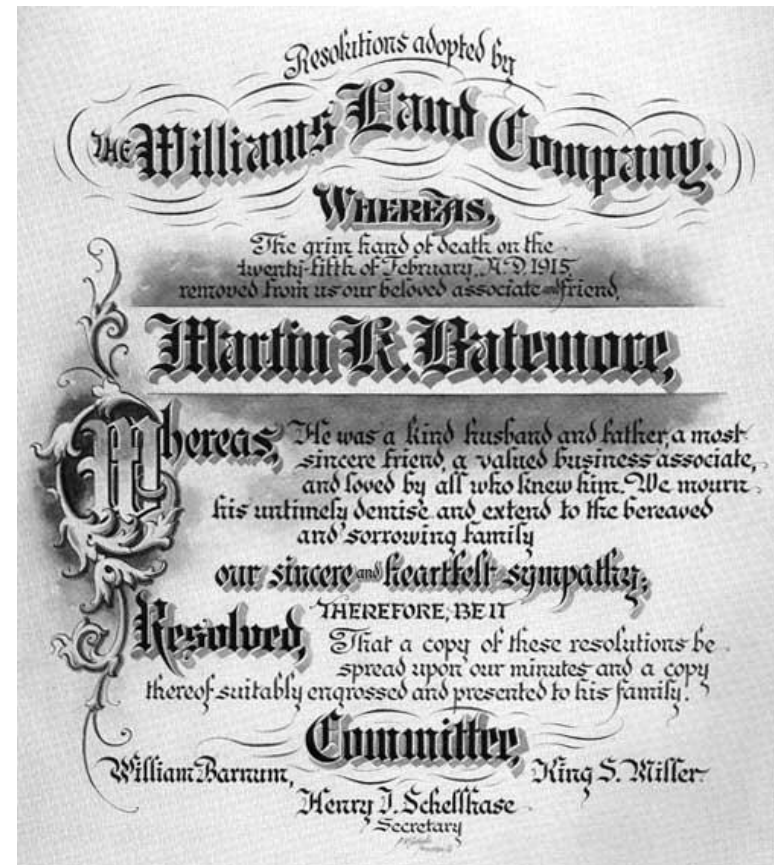 Resolutions adopted by
THE Williams Land Company.
WHEREAS,
The grim hand of death on the
twenty-fifth of February, A.D. 1915,
removed from us our beloved associate and friend,
Martin K. Batemore,
Whereas, He was a kind husband and father, a most
sincere friend, a valued business associate,
and loved by all who knew him. We mourn
his untimely demise and extend to the bereaved
and sorrowing family
our sincere and heartfelt sympathy;
THEREFORE, BE IT
Resolved, That a copy of these resolutions be
spread upon our minutes and a copy
thereof suitably engrossed and presented to his family.
Committee,
William Barnum, King S. Miller
Henry J. Schellhase
Secretary